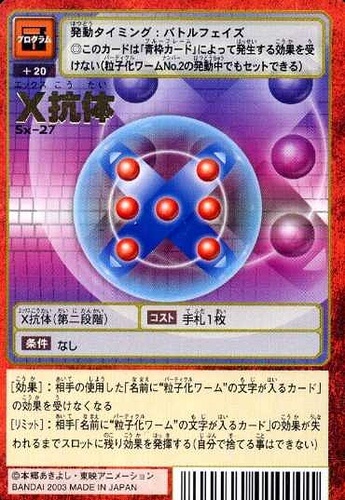 プログラム
+20
発動タイミング：バトルフェイズ
◎このカードは「青枠カード」によって発生する効果を受
けない（粒子化ワームNo.2の発動中でもセットできる）
エックス こう たい
X抗体
Sx-27
X抗体（第二段階）
コスト 手札1枚
条件 なし
［効果］：相手の使用した「名前に"粒子化ワーム"の文字が入るカード」
の効果を受けなくなる
［リミット］：相手「名前に"粒子化ワーム"の文字が入るカード」の効果が失
われるまでスロットに残り効果を発揮する（自分で捨てる事はできない）
©本郷あきよし・東映アニメーション
BANDAI 2003 MADE IN JAPAN